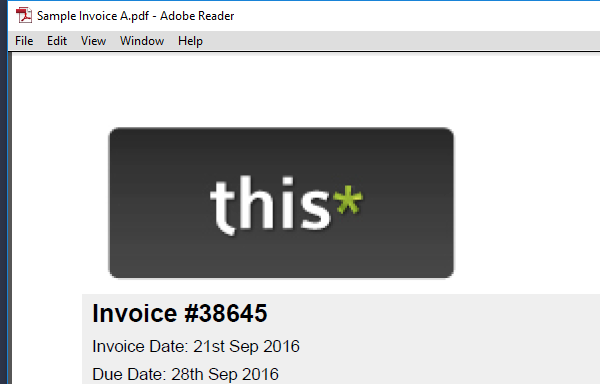 Sample Invoice A.pdf - Adobe Reader
File Edit View Window Help
this*
Invoice #38645
Invoice Date: 21st Sep 2016
Due Date: 28th Sep 2016